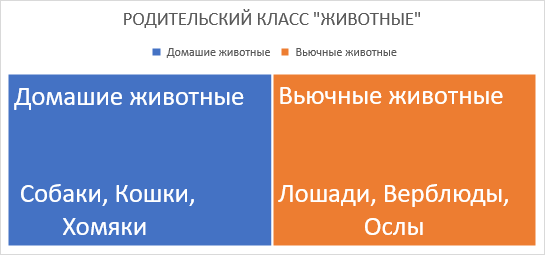 РОДИТЕЛЬСКИЙ КЛАСС "ЖИВОТНЫЕ"
Домашие животные Вьючные животные
Домашие животные
Собаки, Кошки,
Хомяки
Вьючные животные
Лошади, Верблюды,
Ослы